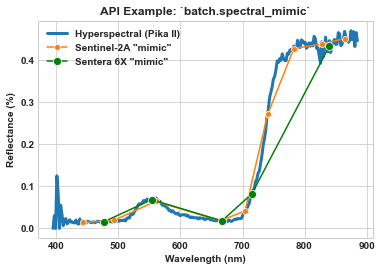 API Example: `batch.spectral_mimic`
Hyperspectral (Pika II)
Sentinel-2A "mimic"
Sentera 6X "mimic"
Reflectance (%)
0.4
0.3
0.2
0.1
0.0
400 500 600 700 800 900
Wavelength (nm)